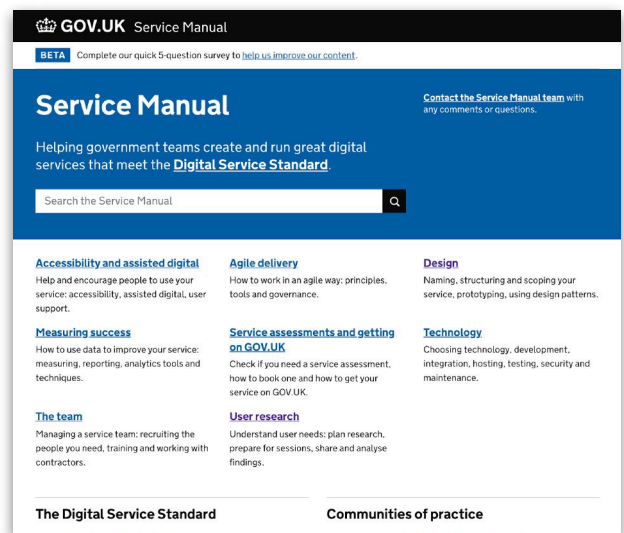 GOV.UK Service Manual
BETA Complete our quick 5-question survey to help us improve our content.
Service Manual
Contact the Service Manual team with
any comments or questions.
Helping government teams create and run great digital
services that meet the Digital Service Standard.
Search the Service Manual
Accessibility and assisted digital
Help and encourage people to use your
service: accessibility, assisted digital, user
support.
Agile delivery
How to work in an agile way: principles,
tools and governance.
Design
Naming, structuring and scoping your
service, prototyping, using design patterns.
Measuring success
How to use data to improve your service:
measuring, reporting, analytics tools and
techniques.
Service assessments and getting
on GOV.UK
Check if you need a service assessment,
how to book one and how to get your
service on GOV.UK.
Technology
Choosing technology, development,
integration, hosting, testing, security and
maintenance.
The team
Managing a service team: recruiting the
people you need, training and working with
contractors.
User research
Understand user needs: plan research,
prepare for sessions, share and analyse
findings.
The Digital Service Standard
Communities of practice